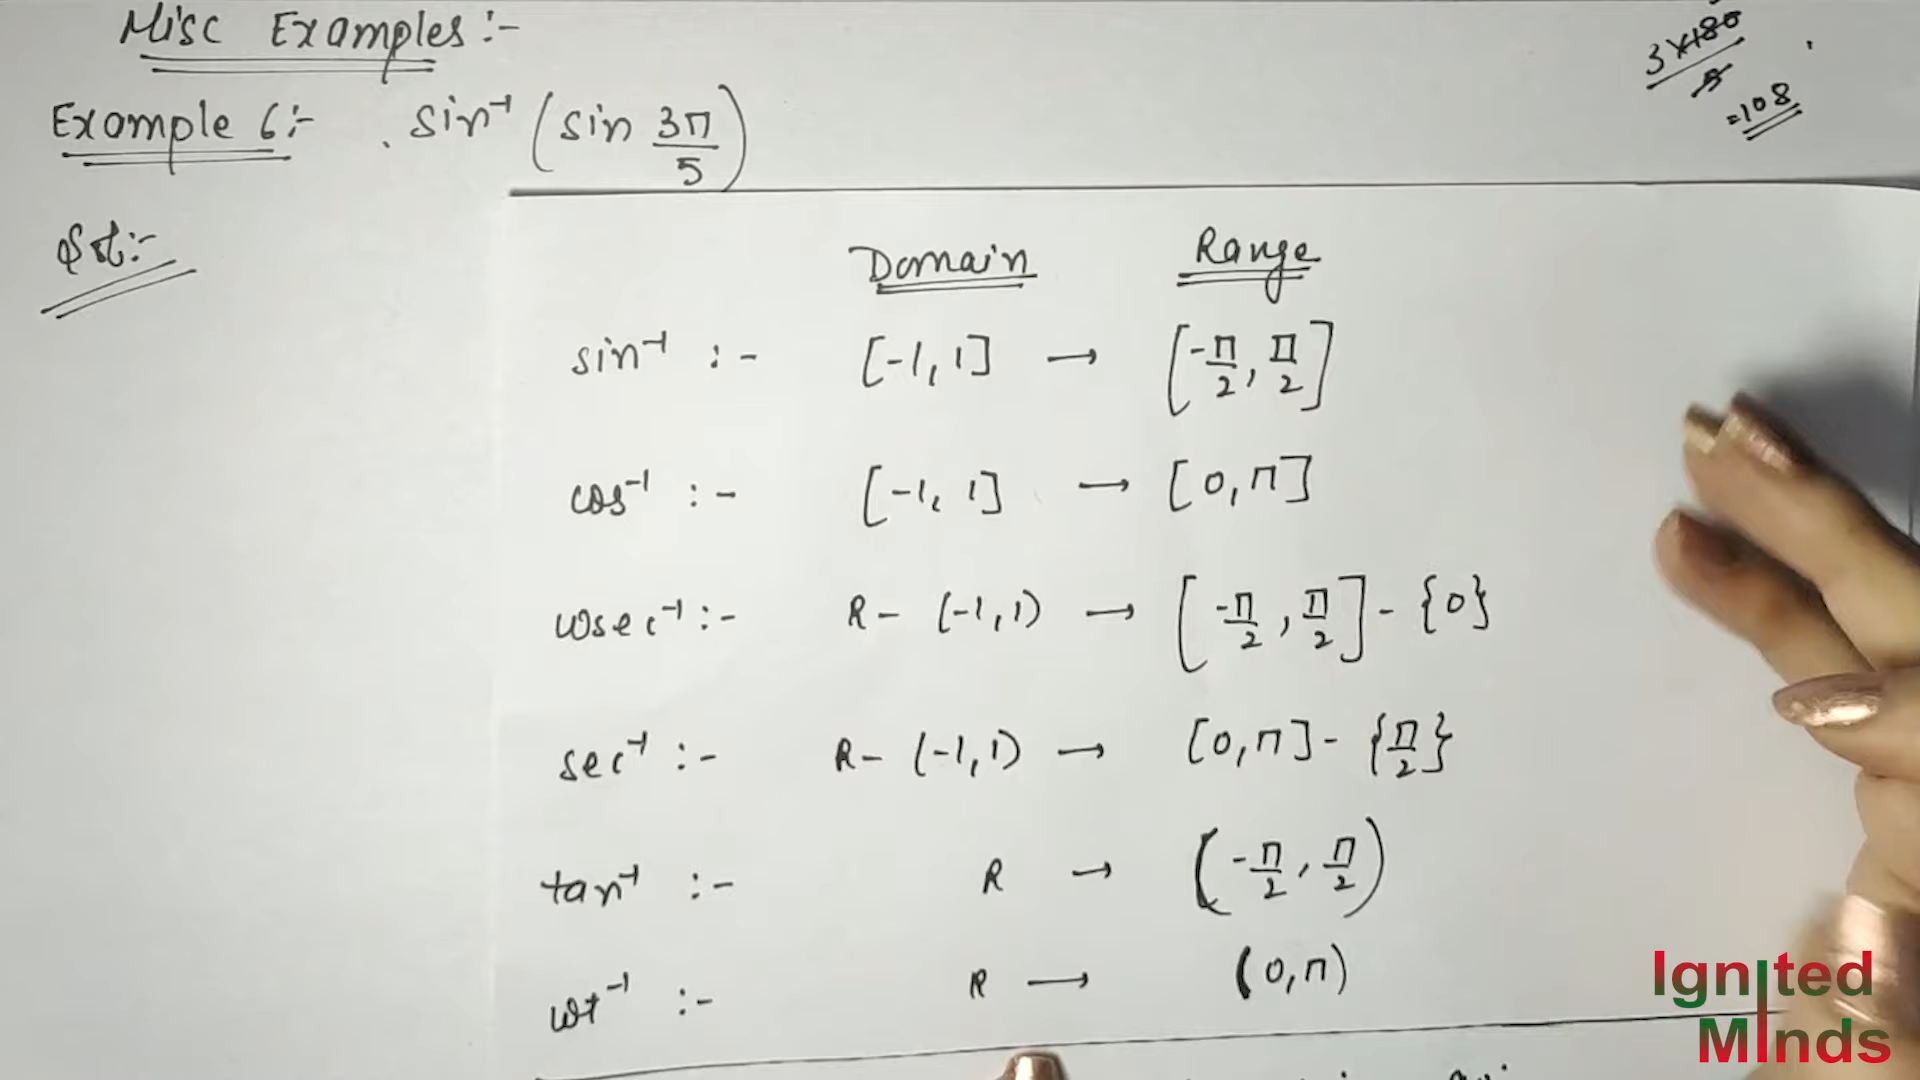 Misc Examples :-
3×180
5
=108
Example 6:- sin⁻¹ (sin 3π/5)
Sol:-
Domain Range
sin⁻¹ :- [-1, 1] → [-π/2, π/2]
cos⁻¹ :- [-1, 1] → [0, π]
cosec⁻¹ :- R - (-1, 1) → [-π/2, π/2] - {0}
sec⁻¹ :- R - (-1, 1) → [0, π] - {π/2}
tan⁻¹ :- R → (-π/2, π/2)
cot⁻¹ :- R → (0, π)
Ignited
Minds